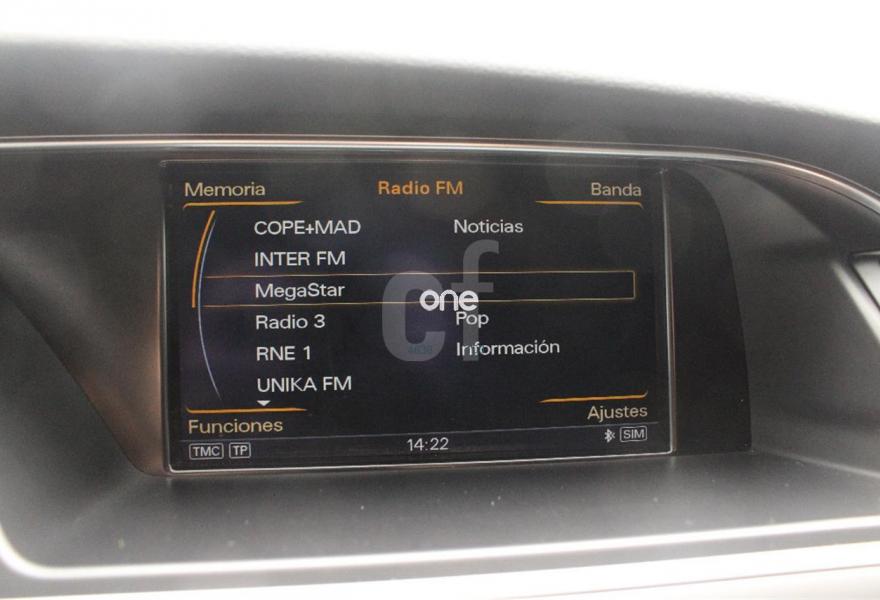 Memoria Radio FM Banda
COPE+MAD Noticias
INTER FM
MegaStar
Radio 3 Pop
RNE 1 Información
UNIKA FM
Funciones Ajustes
TMC TP 14:22 SIM
cf
one